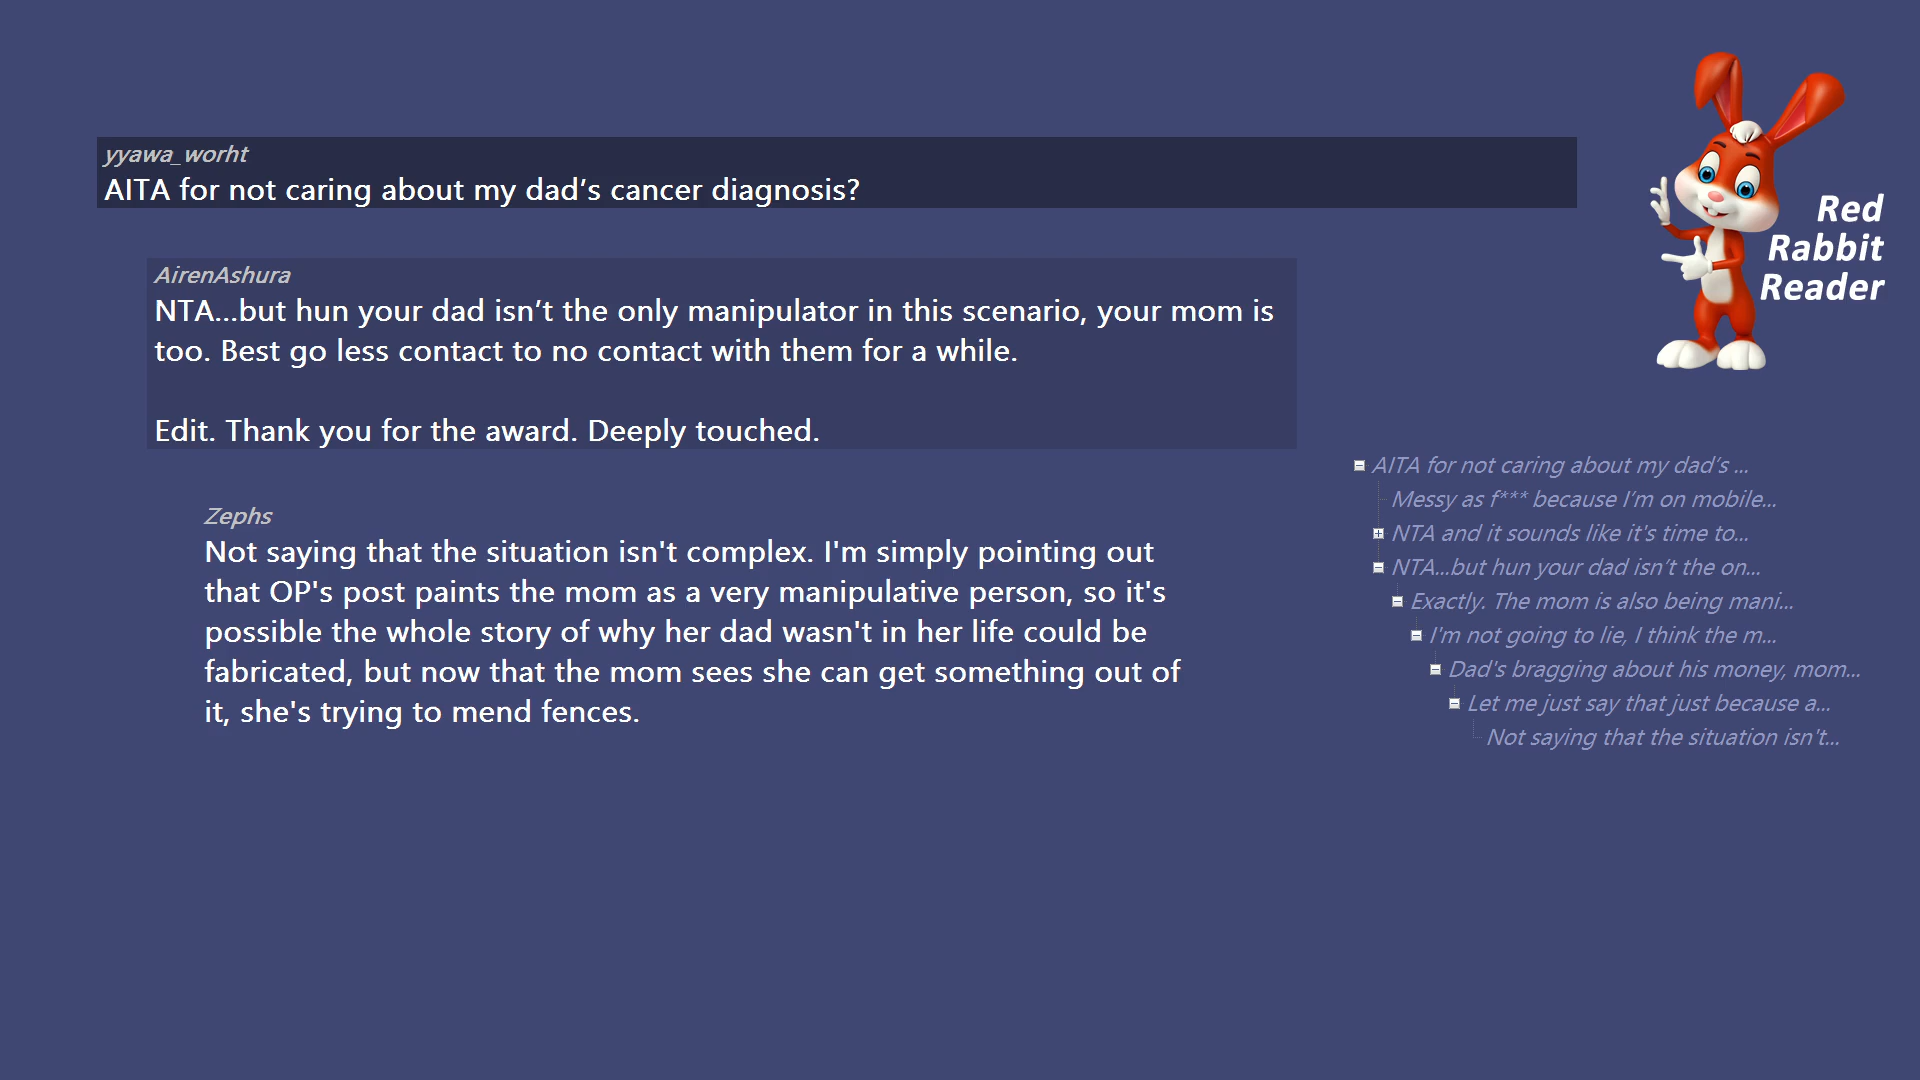 yyawa_worht
AITA for not caring about my dad’s cancer diagnosis?
AirenAshura
NTA...but hun your dad isn’t the only manipulator in this scenario, your mom is
too. Best go less contact to no contact with them for a while.
Edit. Thank you for the award. Deeply touched.
Zephs
Not saying that the situation isn't complex. I'm simply pointing out
that OP's post paints the mom as a very manipulative person, so it's
possible the whole story of why her dad wasn't in her life could be
fabricated, but now that the mom sees she can get something out of
it, she's trying to mend fences.
Red
Rabbit
Reader
AITA for not caring about my dad’s ...
Messy as f*** because I’m on mobile...
NTA and it sounds like it's time to...
NTA...but hun your dad isn’t the on...
Exactly. The mom is also being mani...
I'm not going to lie, I think the m...
Dad's bragging about his money, mom...
Let me just say that just because a...
Not saying that the situation isn't...